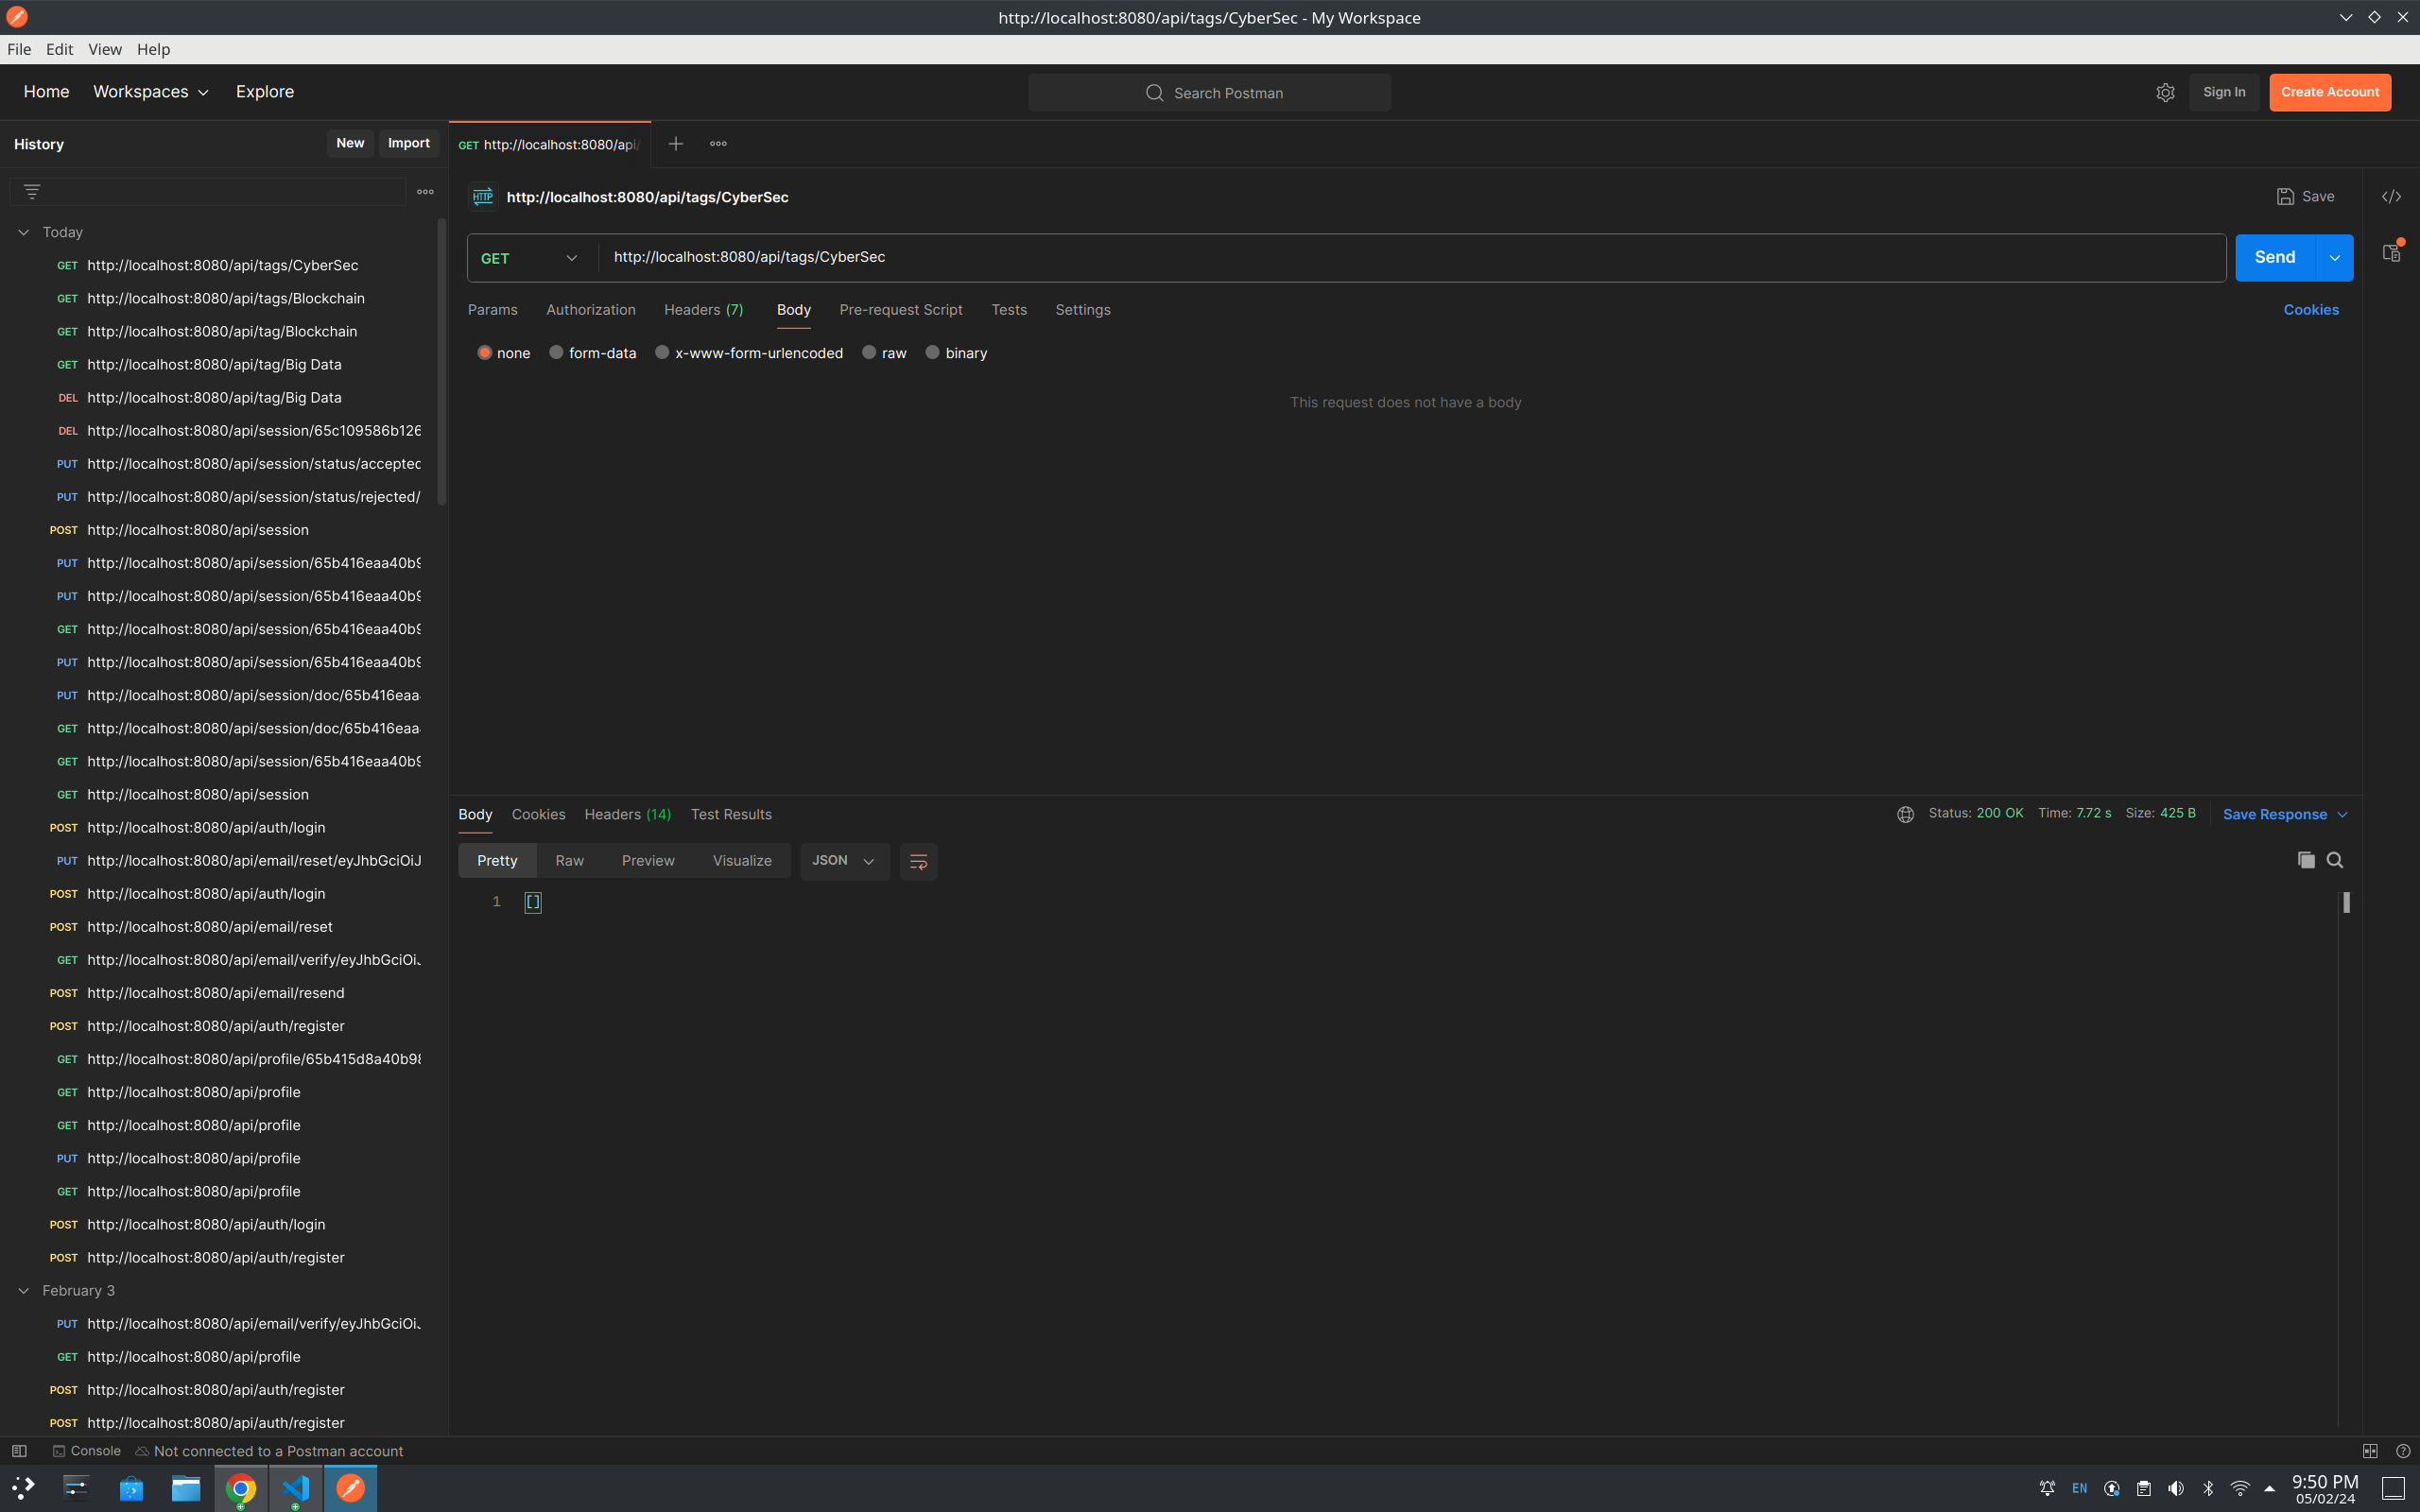 http://localhost:8080/api/tags/CyberSec - My Workspace
File Edit View Help
Home Workspaces Explore
Search Postman
Sign In
Create Account
History
New
Import
GET http://localhost:8080/api/
HTTP http://localhost:8080/api/tags/CyberSec
Save
GET http://localhost:8080/api/tags/CyberSec
Send
Params Authorization Headers (7) Body Pre-request Script Tests Settings
Cookies
none form-data x-www-form-urlencoded raw binary
This request does not have a body
Today
GET http://localhost:8080/api/tags/CyberSec
GET http://localhost:8080/api/tags/Blockchain
GET http://localhost:8080/api/tag/Blockchain
GET http://localhost:8080/api/tag/Big Data
DEL http://localhost:8080/api/tag/Big Data
DEL http://localhost:8080/api/session/65c109586b126
PUT http://localhost:8080/api/session/status/accepted
PUT http://localhost:8080/api/session/status/rejected/
POST http://localhost:8080/api/session
PUT http://localhost:8080/api/session/65b416eaa40b9
PUT http://localhost:8080/api/session/65b416eaa40b9
GET http://localhost:8080/api/session/65b416eaa40b9
PUT http://localhost:8080/api/session/65b416eaa40b9
PUT http://localhost:8080/api/session/doc/65b416eaa
GET http://localhost:8080/api/session/doc/65b416eaa
GET http://localhost:8080/api/session/65b416eaa40b9
GET http://localhost:8080/api/session
POST http://localhost:8080/api/auth/login
PUT http://localhost:8080/api/email/reset/eyJhbGciOiJ
POST http://localhost:8080/api/auth/login
POST http://localhost:8080/api/email/reset
GET http://localhost:8080/api/email/verify/eyJhbGciOiJ
POST http://localhost:8080/api/email/resend
POST http://localhost:8080/api/auth/register
GET http://localhost:8080/api/profile/65b415d8a40b98
GET http://localhost:8080/api/profile
GET http://localhost:8080/api/profile
PUT http://localhost:8080/api/profile
GET http://localhost:8080/api/profile
POST http://localhost:8080/api/auth/login
POST http://localhost:8080/api/auth/register
February 3
PUT http://localhost:8080/api/email/verify/eyJhbGciOiJ
GET http://localhost:8080/api/profile
POST http://localhost:8080/api/auth/register
POST http://localhost:8080/api/auth/register
Body Cookies Headers (14) Test Results
Status: 200 OK Time: 7.72 s Size: 425 B Save Response
Pretty Raw Preview Visualize JSON
1 []
Console Not connected to a Postman account
EN
9:50 PM
05/02/24